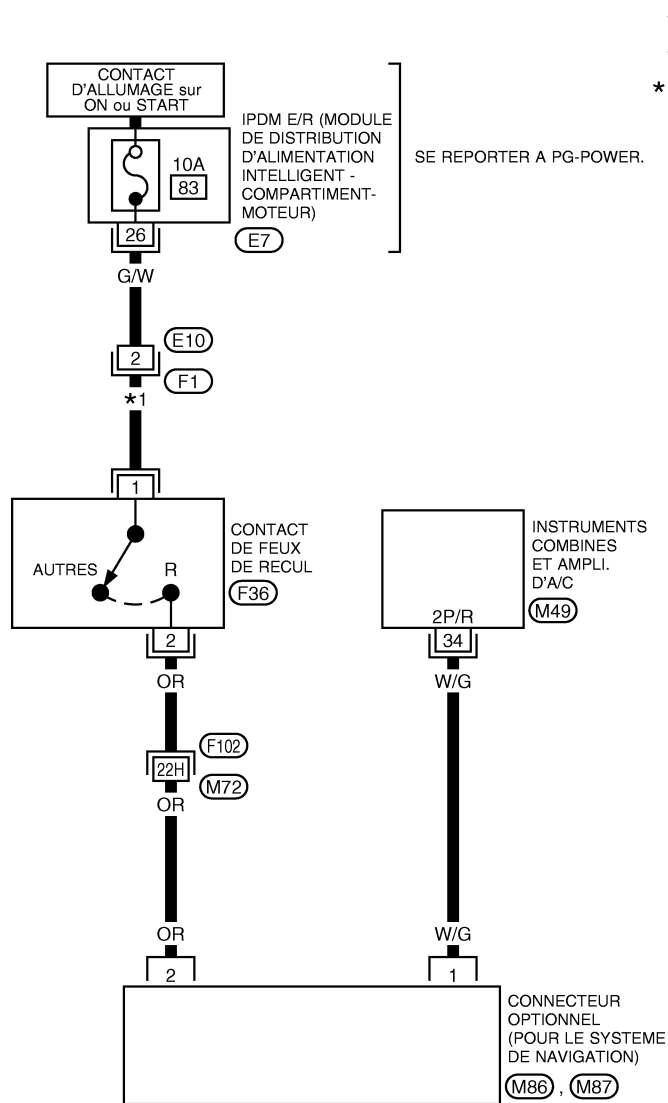 CONTACT
D'ALLUMAGE sur
ON ou START
IPDM E/R (MODULE
DE DISTRIBUTION
D'ALIMENTATION
INTELLIGENT -
COMPARTIMENT-
MOTEUR)
E7
SE REPORTER A PG-POWER.
*
10A
83
26
G/W
2
E10
F1
*1
1
AUTRES
R
CONTACT
DE FEUX
DE RECUL
F36
2
OR
INSTRUMENTS
COMBINES
ET AMPLI.
D'A/C
M49
2P/R
34
W/G
F102
22H
M72
OR
OR
W/G
2
1
CONNECTEUR
OPTIONNEL
(POUR LE SYSTEME
DE NAVIGATION)
M86 , M87